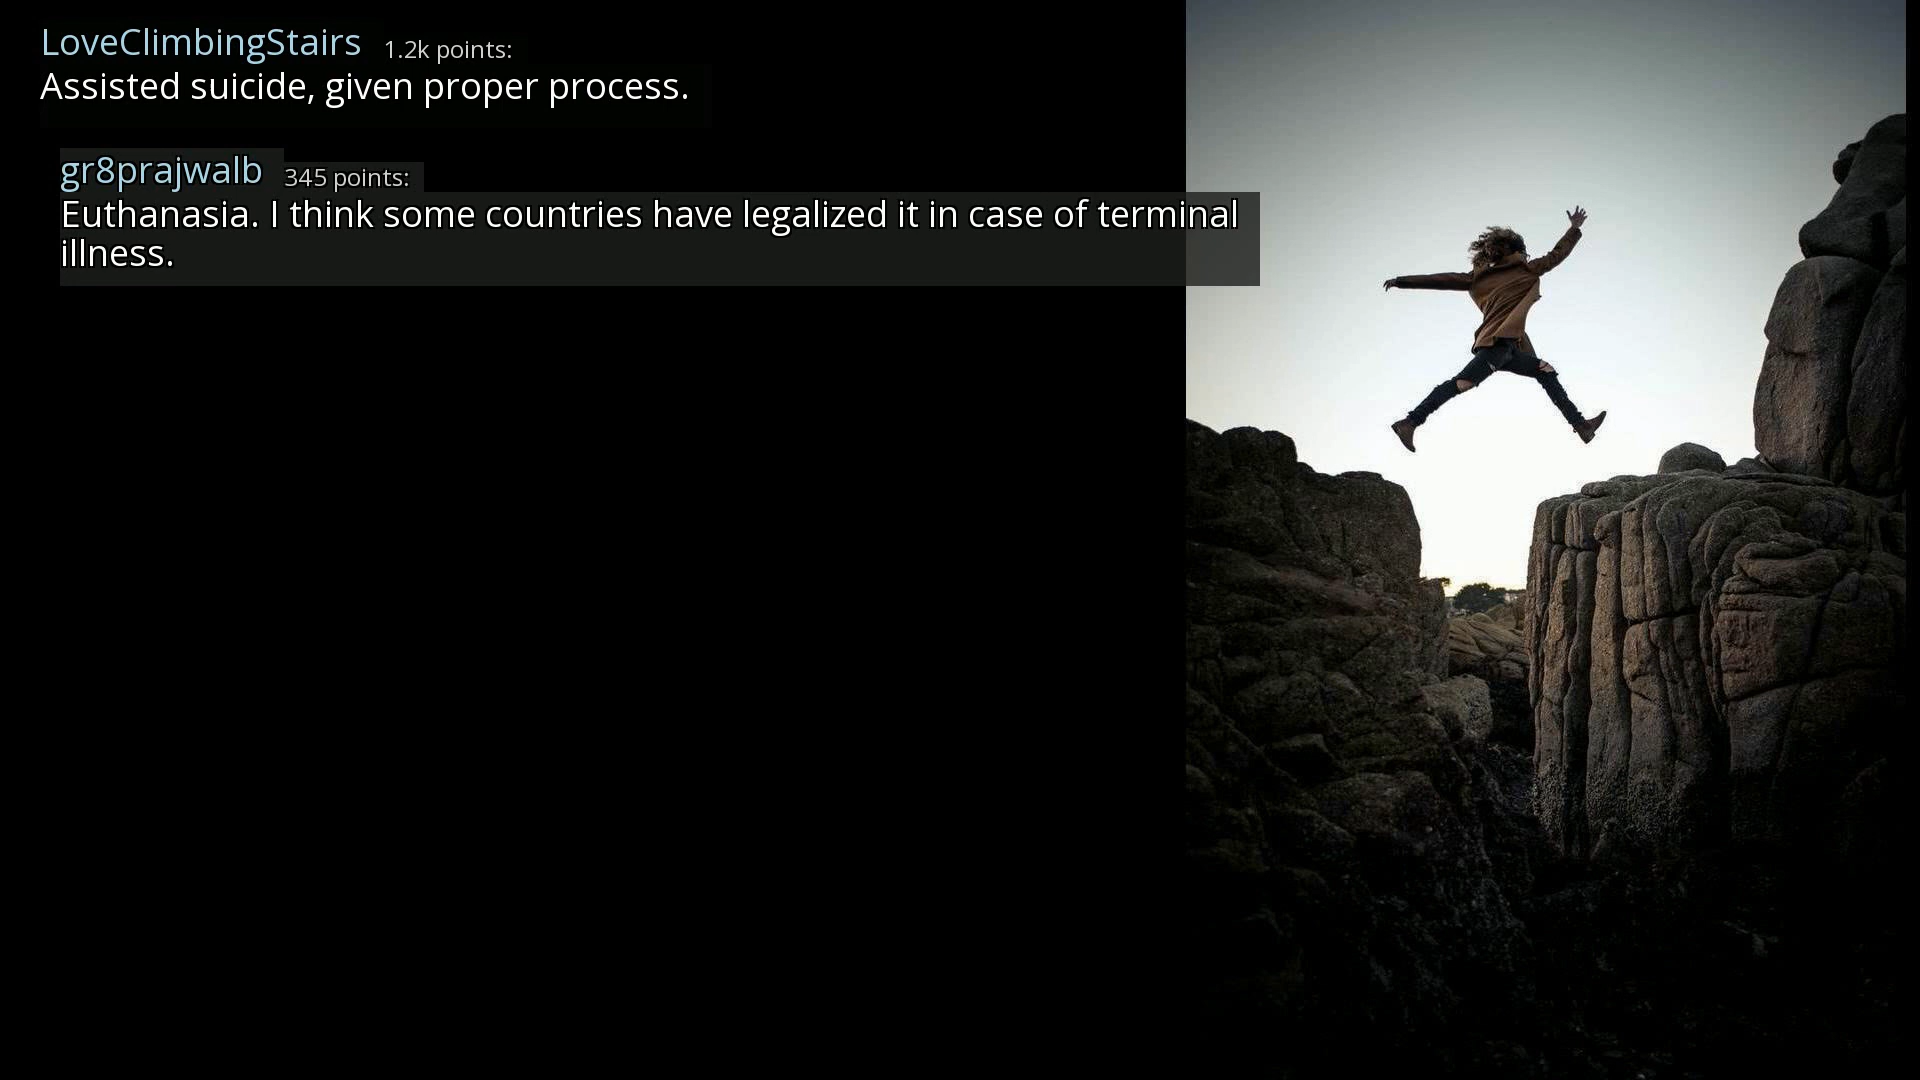 LoveClimbingStairs 1.2k points:
Assisted suicide, given proper process.
gr8prajwalb 345 points:
Euthanasia. I think some countries have legalized it in case of terminal
illness.